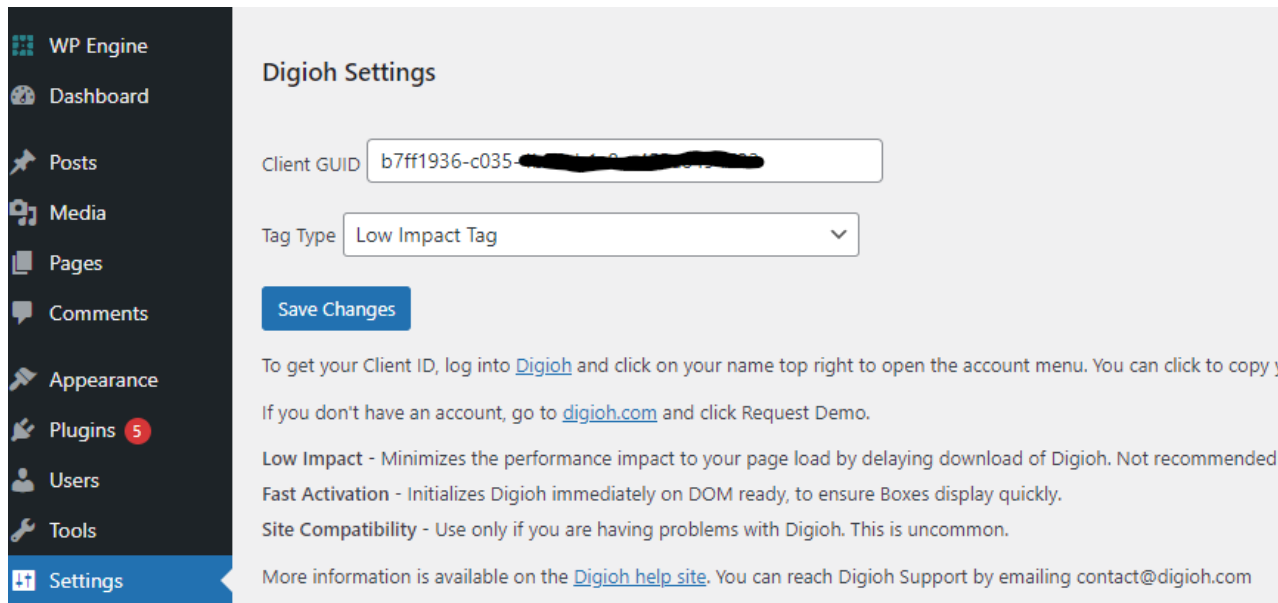 WP Engine
Dashboard
Posts
Media
Pages
Comments
Appearance
Plugins 5
Users
Tools
Settings
Digioh Settings
Client GUID b7ff1936-c035-
Tag Type Low Impact Tag
Save Changes
To get your Client ID, log into Digioh and click on your name top right to open the account menu. You can click to copy
If you don't have an account, go to digioh.com and click Request Demo.
Low Impact - Minimizes the performance impact to your page load by delaying download of Digioh. Not recommended
Fast Activation - Initializes Digioh immediately on DOM ready, to ensure Boxes display quickly.
Site Compatibility - Use only if you are having problems with Digioh. This is uncommon.
More information is available on the Digioh help site. You can reach Digioh Support by emailing contact@digioh.com